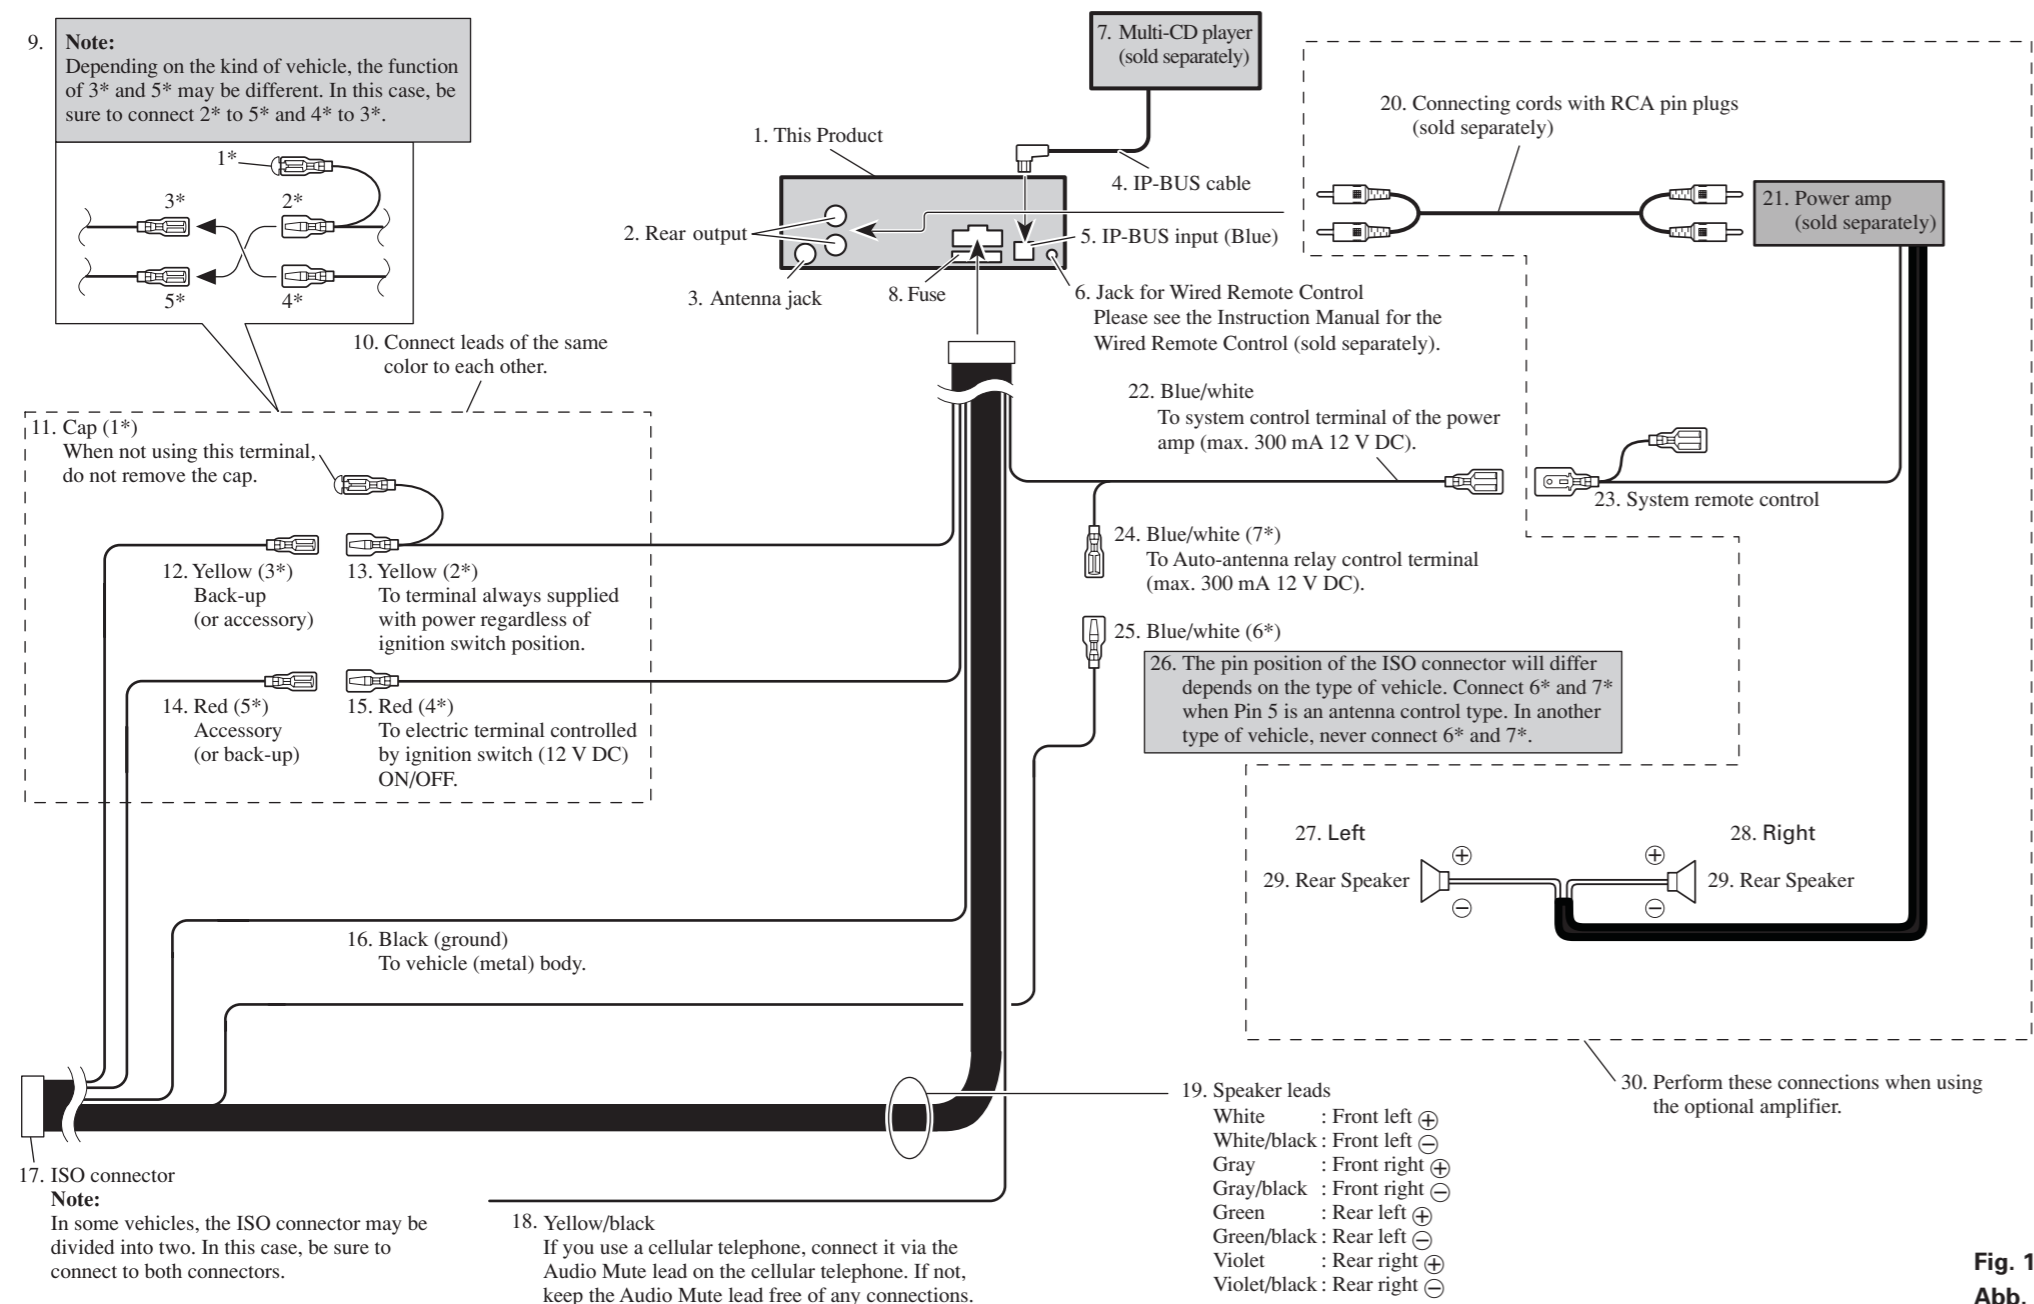 9. Note:
Depending on the kind of vehicle, the function
of 3* and 5* may be different. In this case, be
sure to connect 2* to 5* and 4* to 3*.
1*
3*
2*
5*
4*
7. Multi-CD player
(sold separately)
1. This Product
4. IP-BUS cable
2. Rear output
5. IP-BUS input (Blue)
3. Antenna jack
8. Fuse
6. Jack for Wired Remote Control
Please see the Instruction Manual for the
Wired Remote Control (sold separately).
20. Connecting cords with RCA pin plugs
(sold separately)
21. Power amp
(sold separately)
10. Connect leads of the same
color to each other.
11. Cap (1*)
When not using this terminal,
do not remove the cap.
12. Yellow (3*)
Back-up
(or accessory)
13. Yellow (2*)
To terminal always supplied
with power regardless of
ignition switch position.
14. Red (5*)
Accessory
(or back-up)
15. Red (4*)
To electric terminal controlled
by ignition switch (12 V DC)
ON/OFF.
22. Blue/white
To system control terminal of the power
amp (max. 300 mA 12 V DC).
23. System remote control
24. Blue/white (7*)
To Auto-antenna relay control terminal
(max. 300 mA 12 V DC).
25. Blue/white (6*)
26. The pin position of the ISO connector will differ
depends on the type of vehicle. Connect 6* and 7*
when Pin 5 is an antenna control type. In another
type of vehicle, never connect 6* and 7*.
27. Left
28. Right
⊕
⊕
29. Rear Speaker
29. Rear Speaker
⊖
⊖
16. Black (ground)
To vehicle (metal) body.
30. Perform these connections when using
the optional amplifier.
17. ISO connector
Note:
In some vehicles, the ISO connector may be
divided into two. In this case, be sure to
connect to both connectors.
18. Yellow/black
If you use a cellular telephone, connect it via the
Audio Mute lead on the cellular telephone. If not,
keep the Audio Mute lead free of any connections.
19. Speaker leads
White : Front left ⊕
White/black : Front left ⊖
Gray : Front right ⊕
Gray/black : Front right ⊖
Green : Rear left ⊕
Green/black : Rear left ⊖
Violet : Rear right ⊕
Violet/black : Rear right ⊖
Fig. 1
Abb.